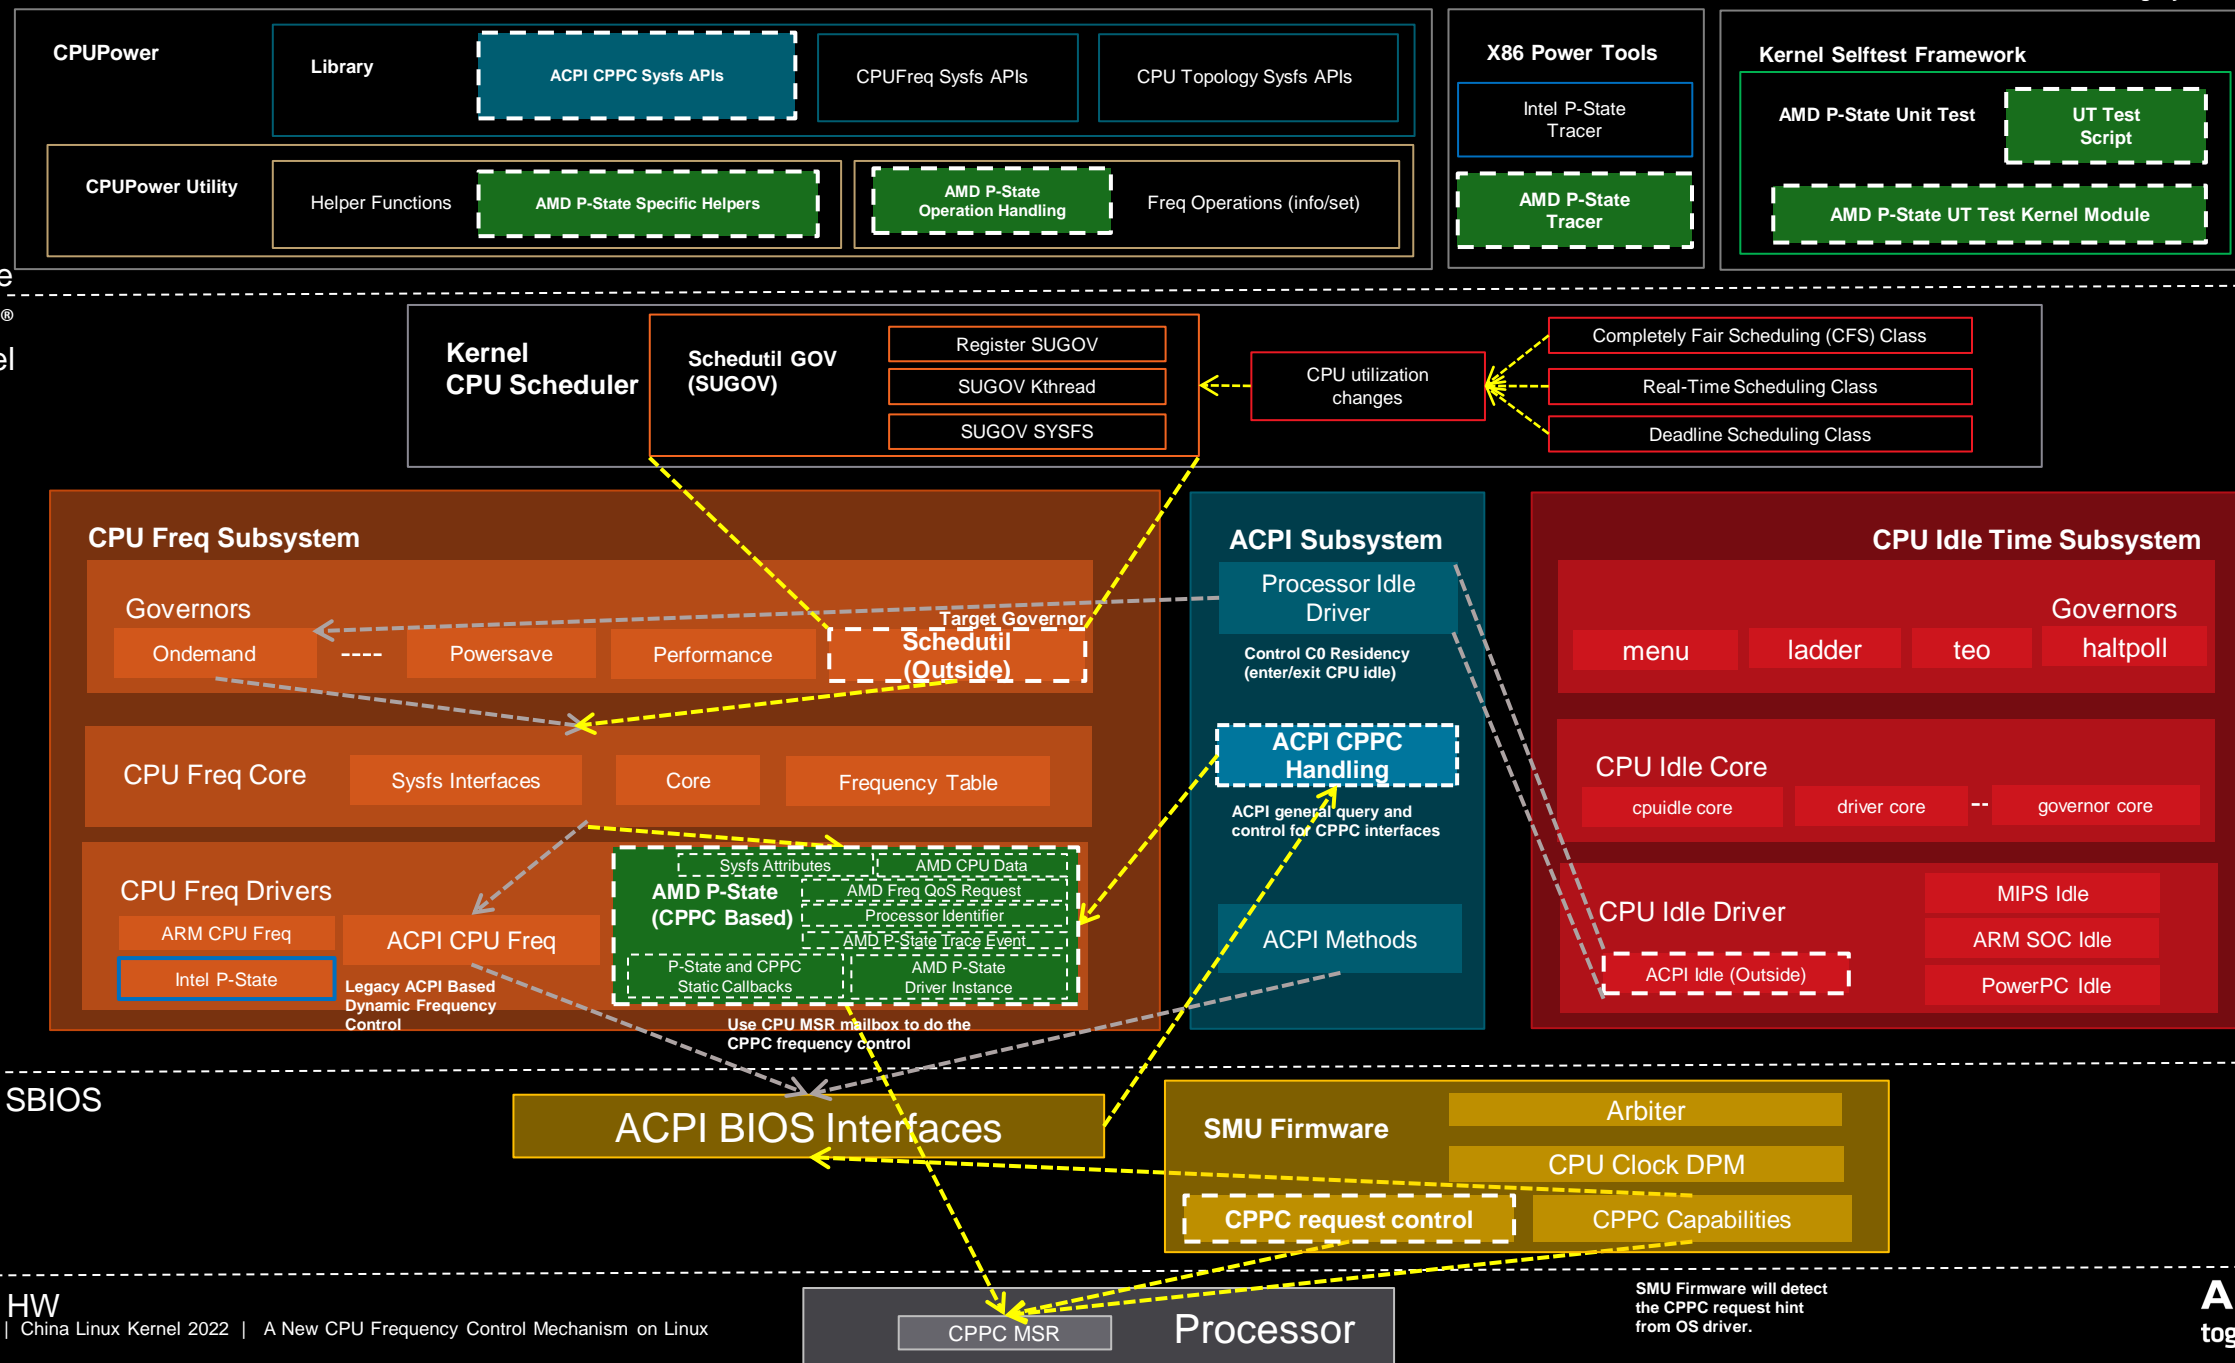 CPUPower
Library
ACPI CPPC Sysfs APIs
CPUFreq Sysfs APIs
CPU Topology Sysfs APIs
CPUPower Utility
Helper Functions
AMD P-State Specific Helpers
AMD P-State
Operation Handling
Freq Operations (info/set)
X86 Power Tools
Intel P-State
Tracer
AMD P-State
Tracer
Kernel Selftest Framework
AMD P-State Unit Test
UT Test
Script
AMD P-State UT Test Kernel Module
e
®
el
Kernel
CPU Scheduler
Schedutil GOV
(SUGOV)
Register SUGOV
SUGOV Kthread
SUGOV SYSFS
CPU utilization
changes
Completely Fair Scheduling (CFS) Class
Real-Time Scheduling Class
Deadline Scheduling Class
CPU Freq Subsystem
Governors
Target Governor
Ondemand
----
Powersave
Performance
Schedutil
(Outside)
CPU Freq Core
Sysfs Interfaces
Core
Frequency Table
CPU Freq Drivers
ARM CPU Freq
Intel P-State
ACPI CPU Freq
Legacy ACPI Based
Dynamic Frequency
Control
Sysfs Attributes
AMD CPU Data
AMD P-State
(CPPC Based)
AMD Freq QoS Request
Processor Identifier
AMD P-State Trace Event
P-State and CPPC
Static Callbacks
AMD P-State
Driver Instance
Use CPU MSR mailbox to do the
CPPC frequency control
ACPI Subsystem
Processor Idle
Driver
Control C0 Residency
(enter/exit CPU idle)
ACPI CPPC
Handling
ACPI general query and
control for CPPC interfaces
ACPI Methods
CPU Idle Time Subsystem
Governors
menu
ladder
teo
haltpoll
CPU Idle Core
cpuidle core
driver core
--
governor core
CPU Idle Driver
ACPI Idle (Outside)
MIPS Idle
ARM SOC Idle
PowerPC Idle
SBIOS
ACPI BIOS Interfaces
SMU Firmware
Arbiter
CPU Clock DPM
CPPC request control
CPPC Capabilities
HW
| China Linux Kernel 2022 | A New CPU Frequency Control Mechanism on Linux
CPPC MSR
Processor
SMU Firmware will detect
the CPPC request hint
from OS driver.
A
tog